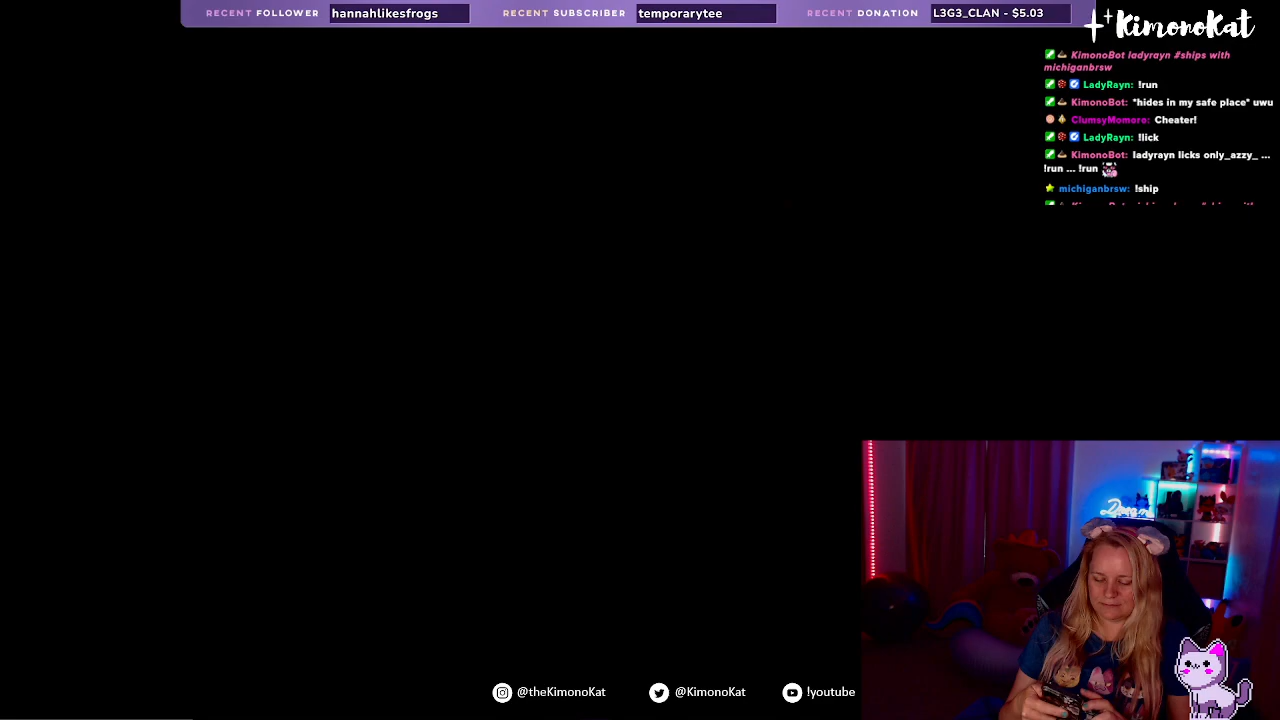 RECENT FOLLOWER hannahlikesfrogs RECENT SUBSCRIBER temporarytee RECENT DONATION L3G3_CLAN - $5.03
KimonoKat
KimonoBot ladyrayn #ships with
michiganbrsw
LadyRayn: !run
KimonoBot: *hides in my safe place* uwu
ClumsyMomoro: Cheater!
LadyRayn: !lick
KimonoBot: ladyrayn licks only_azzy_ ...
!run ... !run
michiganbrsw: !ship
@theKimonoKat @KimonoKat !youtube